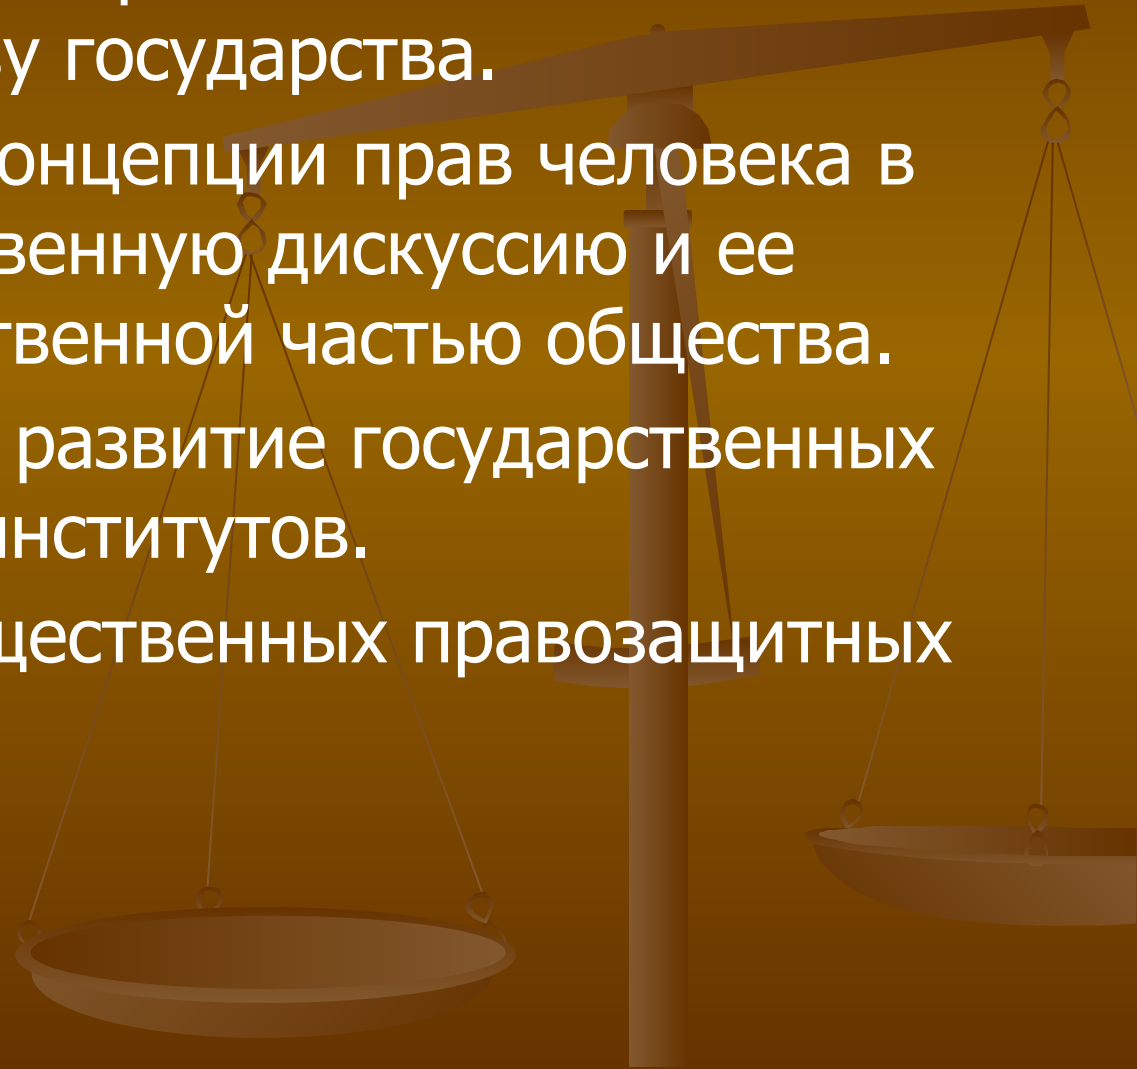 у государства.
онцепции прав человека в
венную дискуссию и ее
твенной частью общества.
развитие государственных
нститутов.
щественных правозащитных